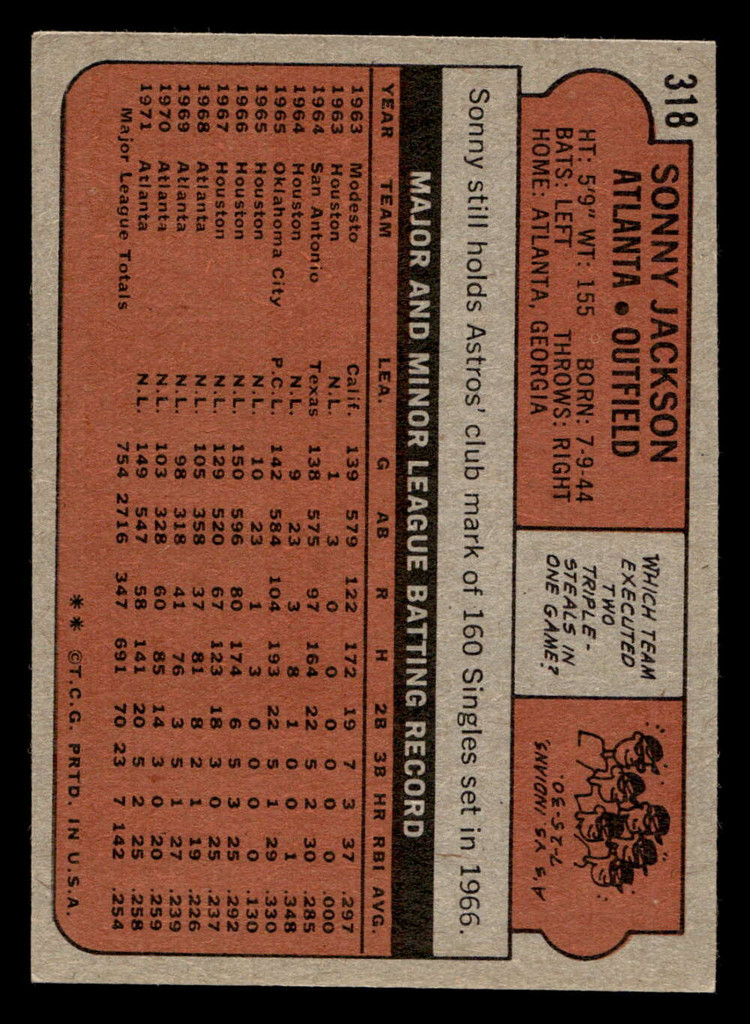 318
SONNY JACKSON
ATLANTA • OUTFIELD
HT: 5'9" WT: 155 BORN: 7-9-44
BATS: LEFT THROWS: RIGHT
HOME: ATLANTA, GEORGIA
WHICH TEAM
EXECUTED
TWO
TRIPLE-
STEALS IN
ONE GAME?
A'S VS. INDIANS,
7-25-30.
Sonny still holds Astros' club mark of 160 Singles set in 1966.
MAJOR AND MINOR LEAGUE BATTING RECORD
YEAR TEAM LEA. G AB R H 2B 3B HR RBI AVG.
1963 Modesto Calif. 139 579 122 172 19 7 3 37 .297
1963 Houston N.L. 1 3 0 0 0 0 0 0 .000
1964 San Antonio Texas 138 575 97 164 22 5 2 30 .285
1964 Houston N.L. 9 23 3 8 1 0 0 1 .348
1965 Oklahoma City P.C.L. 142 584 104 193 22 5 1 29 .330
1965 Houston N.L. 10 23 1 3 0 0 0 0 .130
1966 Houston N.L. 150 596 80 174 6 5 3 25 .292
1967 Houston N.L. 129 520 67 123 18 3 0 25 .237
1968 Atlanta N.L. 105 358 37 81 8 2 1 19 .226
1969 Atlanta N.L. 98 318 41 76 3 5 1 27 .239
1970 Atlanta N.L. 103 328 60 85 14 3 0 20 .259
1971 Atlanta N.L. 149 547 58 141 20 5 2 25 .258
Major League Totals 754 2716 347 691 70 23 7 142 .254
** ©T.C.G. PRTD. IN U.S.A.